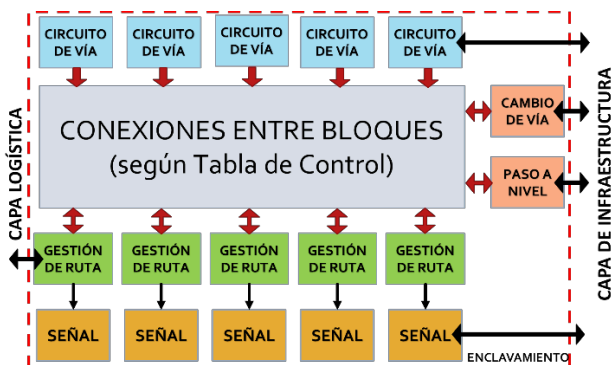 CIRCUITO
DE VÍA
CIRCUITO
DE VÍA
CIRCUITO
DE VÍA
CIRCUITO
DE VÍA
CIRCUITO
DE VÍA
CONEXIONES ENTRE BLOQUES
(según Tabla de Control)
CAMBIO
DE VÍA
PASO A
NIVEL
CAPA LOGÍSTICA
CAPA DE INFRAESTRUCTURA
GESTIÓN
DE RUTA
GESTIÓN
DE RUTA
GESTIÓN
DE RUTA
GESTIÓN
DE RUTA
GESTIÓN
DE RUTA
SEÑAL
SEÑAL
SEÑAL
SEÑAL
SEÑAL
ENCLAVAMIENTO